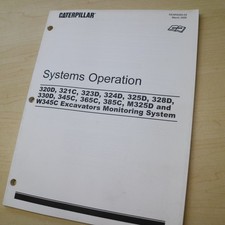 CATERPILLAR
Systems Operation
320D, 321C, 323D, 324D, 325D, 328D,
330D, 345C, 365C, 385C, M325D and
W345C Excavators Monitoring System